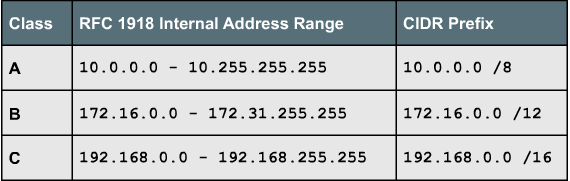 Class RFC 1918 Internal Address Range CIDR Prefix
A 10.0.0.0 – 10.255.255.255 10.0.0.0 /8
B 172.16.0.0 – 172.31.255.255 172.16.0.0 /12
C 192.168.0.0 – 192.168.255.255 192.168.0.0 /16